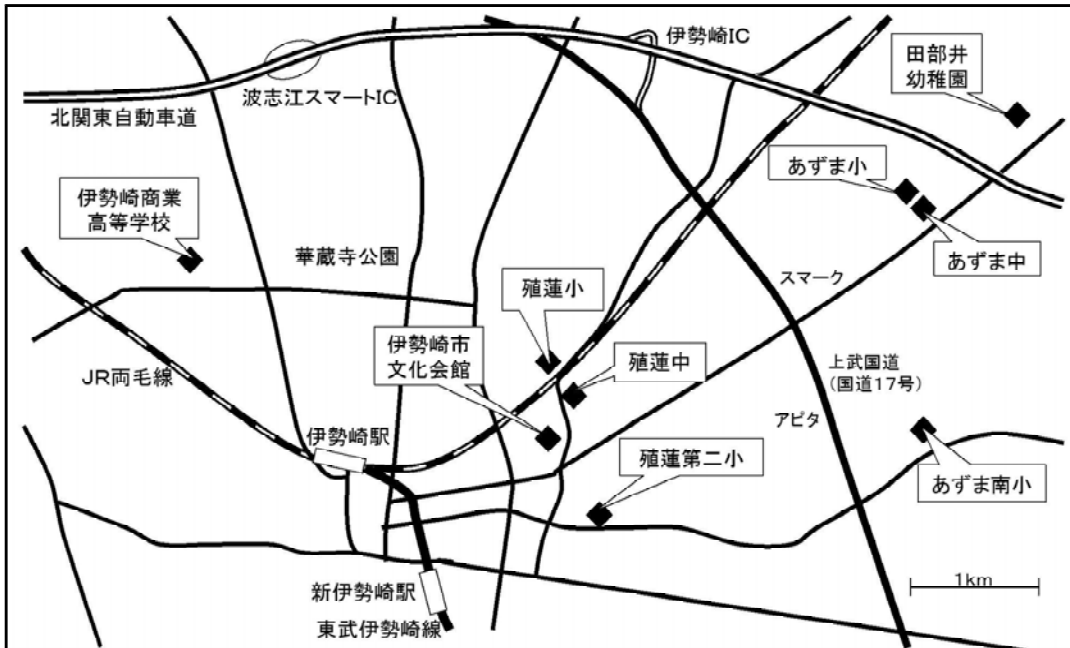 伊勢崎IC
田部井
幼稚園
波志江スマートIC
北関東自動車道
あずま小
伊勢崎商業
高等学校
あずま中
華蔵寺公園
スマーク
殖蓮小
伊勢崎市
文化会館
殖蓮中
上武国道
(国道17号)
JR両毛線
アピタ
伊勢崎駅
殖蓮第二小
あずま南小
1km
新伊勢崎駅
東武伊勢崎線